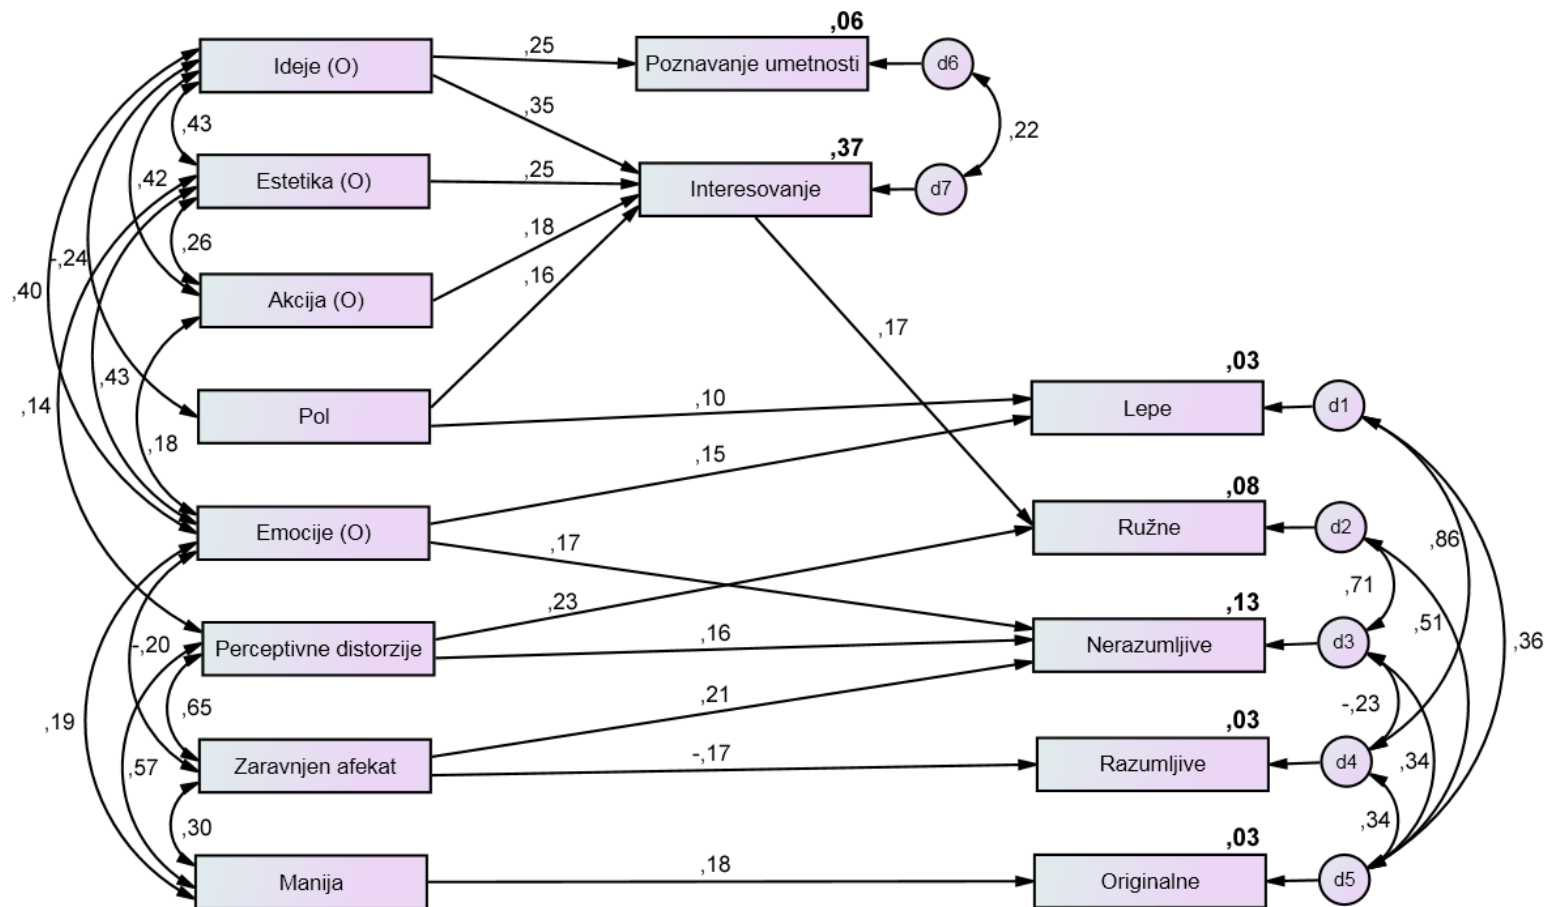 ,06
Ideje (O)
,25
Poznavanje umetnosti
d6
,35
,43
,22
,37
,42
Estetika (O)
,25
Interesovanje
d7
,26
,18
-,24
,16
,40
Akcija (O)
,17
,43
,14
Pol
,10
,03
Lepe
d1
,18
,15
,08
Emocije (O)
,17
Ružne
d2
,86
,71
,23
,13
,51
-,20
Perceptivne distorzije
,16
Nerazumljive
d3
,36
,65
,21
-,23
,19
,03
,57
Zaravnjen afekat
-,17
Razumljive
d4
,34
,30
,34
,03
Manija
,18
Originalne
d5